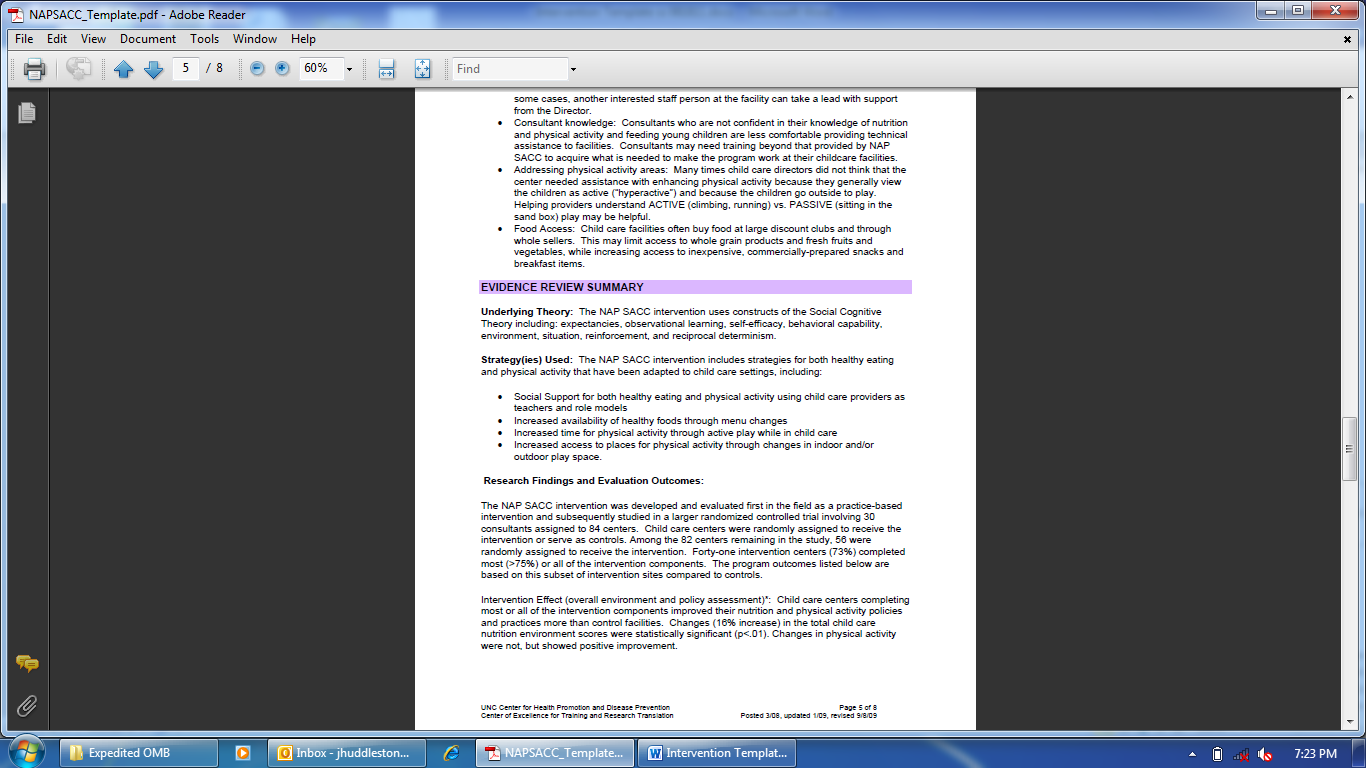 NAPSACC_Template.pdf - Adobe Reader
File Edit View Document Tools Window Help
5 / 8 60% Find
some cases, another interested staff person at the facility can take a lead with support
from the Director.
• Consultant knowledge: Consultants who are not confident in their knowledge of nutrition
and physical activity and feeding young children are less comfortable providing technical
assistance to facilities. Consultants may need training beyond that provided by NAP
SACC to acquire what is needed to make the program work at their childcare facilities.
• Addressing physical activity areas: Many times child care directors did not think that the
center needed assistance with enhancing physical activity because they generally view
the children as active ("hyperactive") and because the children go outside to play.
Helping providers understand ACTIVE (climbing, running) vs. PASSIVE (sitting in the
sand box) play may be helpful.
• Food Access: Child care facilities often buy food at large discount clubs and through
whole sellers. This may limit access to whole grain products and fresh fruits and
vegetables, while increasing access to inexpensive, commercially-prepared snacks and
breakfast items.
EVIDENCE REVIEW SUMMARY
Underlying Theory: The NAP SACC intervention uses constructs of the Social Cognitive
Theory including: expectancies, observational learning, self-efficacy, behavioral capability,
environment, situation, reinforcement, and reciprocal determinism.
Strategy(ies) Used: The NAP SACC intervention includes strategies for both healthy eating
and physical activity that have been adapted to child care settings, including:
• Social Support for both healthy eating and physical activity using child care providers as
teachers and role models
• Increased availability of healthy foods through menu changes
• Increased time for physical activity through active play while in child care
• Increased access to places for physical activity through changes in indoor and/or
outdoor play space.
Research Findings and Evaluation Outcomes:
The NAP SACC intervention was developed and evaluated first in the field as a practice-based
intervention and subsequently studied in a larger randomized controlled trial involving 30
consultants assigned to 84 centers. Child care centers were randomly assigned to receive the
intervention or serve as controls. Among the 82 centers remaining in the study, 56 were
randomly assigned to receive the intervention. Forty-one intervention centers (73%) completed
most (>75%) or all of the intervention components. The program outcomes listed below are
based on this subset of intervention sites compared to controls.
Intervention Effect (overall environment and policy assessment)*: Child care centers completing
most or all of the intervention components improved their nutrition and physical activity policies
and practices more than control facilities. Changes (16% increase) in the total child care
nutrition environment scores were statistically significant (p<.01). Changes in physical activity
were not, but showed positive improvement.
UNC Center for Health Promotion and Disease Prevention Page 5 of 8
Center of Excellence for Training and Research Translation Posted 3/08, updated 1/09, revised 9/8/09
Expedited OMB Inbox - jhuddleston... NAPSACC_Template... Intervention Templat... 7:23 PM